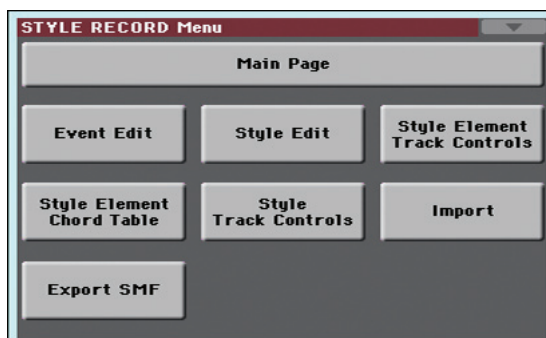 STYLE RECORD Menu
Main Page
Event Edit
Style Edit
Style Element
Track Controls
Style Element
Chord Table
Style
Track Controls
Import
Export SMF